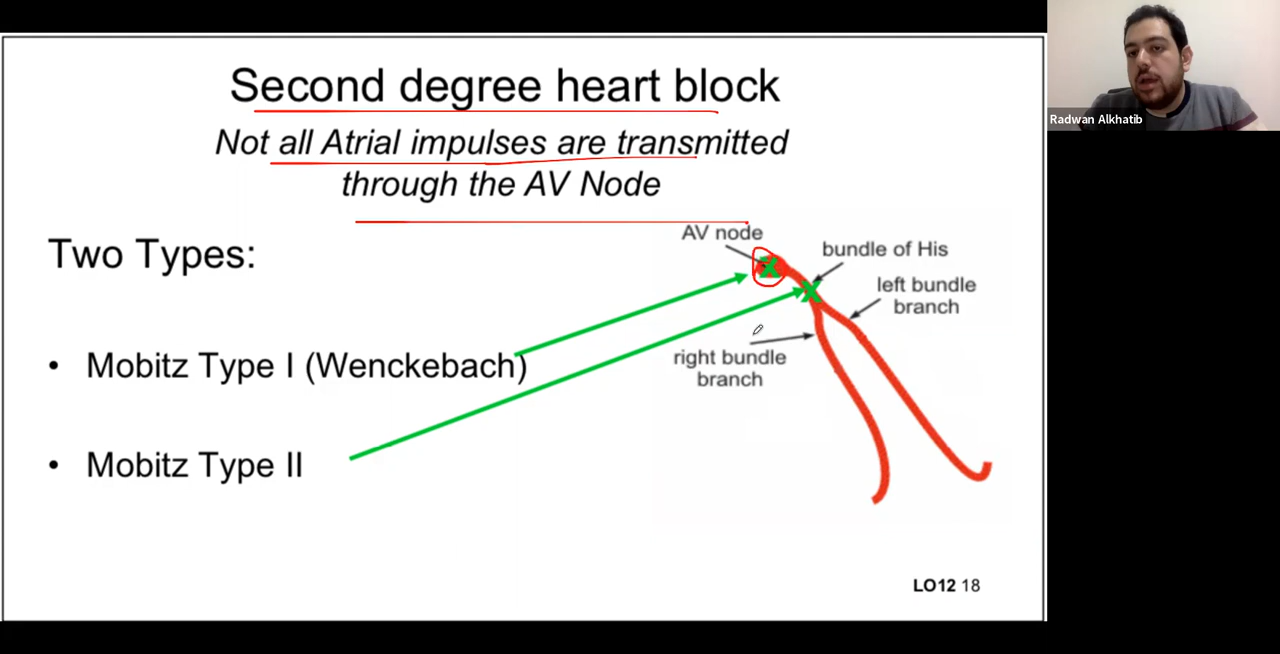 Second degree heart block
Not all Atrial impulses are transmitted
through the AV Node
Two Types:
• Mobitz Type I (Wenckebach)
• Mobitz Type II
AV node
bundle of His
left bundle
branch
right bundle
branch
LO12 18
Radwan Alkhatib